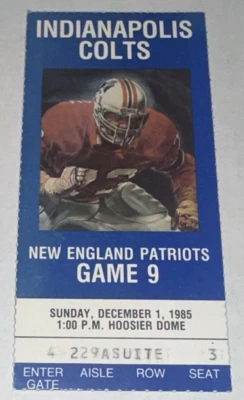 INDIANAPOLIS
COLTS
NEW ENGLAND PATRIOTS
GAME 9
SUNDAY, DECEMBER 1, 1985
1:00 P.M. HOOSIER DOME
4 229ASUITE 3
ENTER AISLE ROW SEAT
GATE